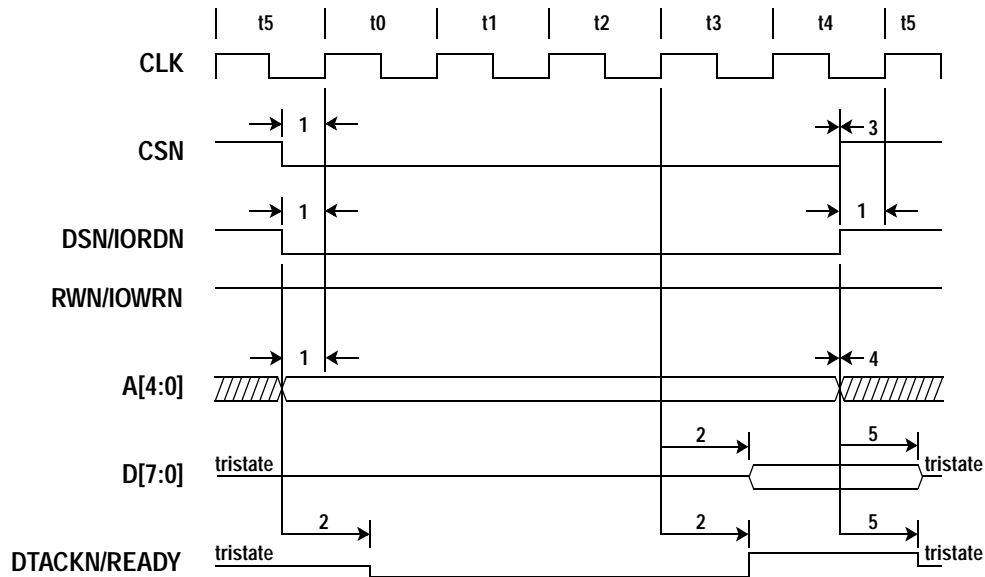 t5 t0 t1 t2 t3 t4 t5
CLK
1 3
CSN
1 1
DSN/IORDN
RWN/IOWRN
1 4
A[4:0]
2 5
tristate tristate
D[7:0]
2 2 5
tristate tristate
DTACKN/READY